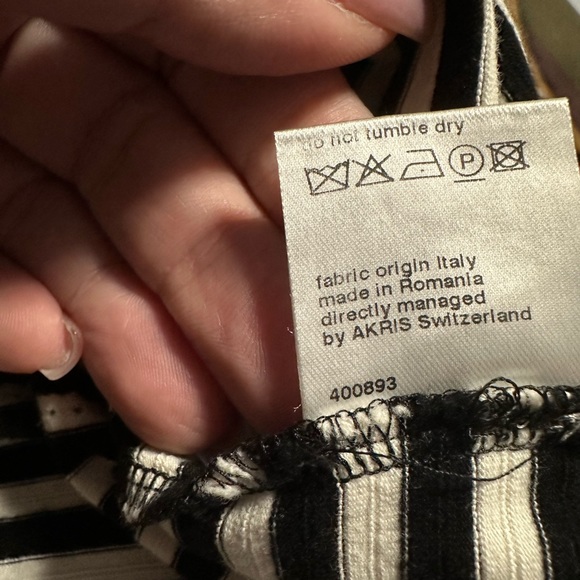 do not tumble dry
P
fabric origin Italy
made in Romania
directly managed
by AKRIS Switzerland
400893